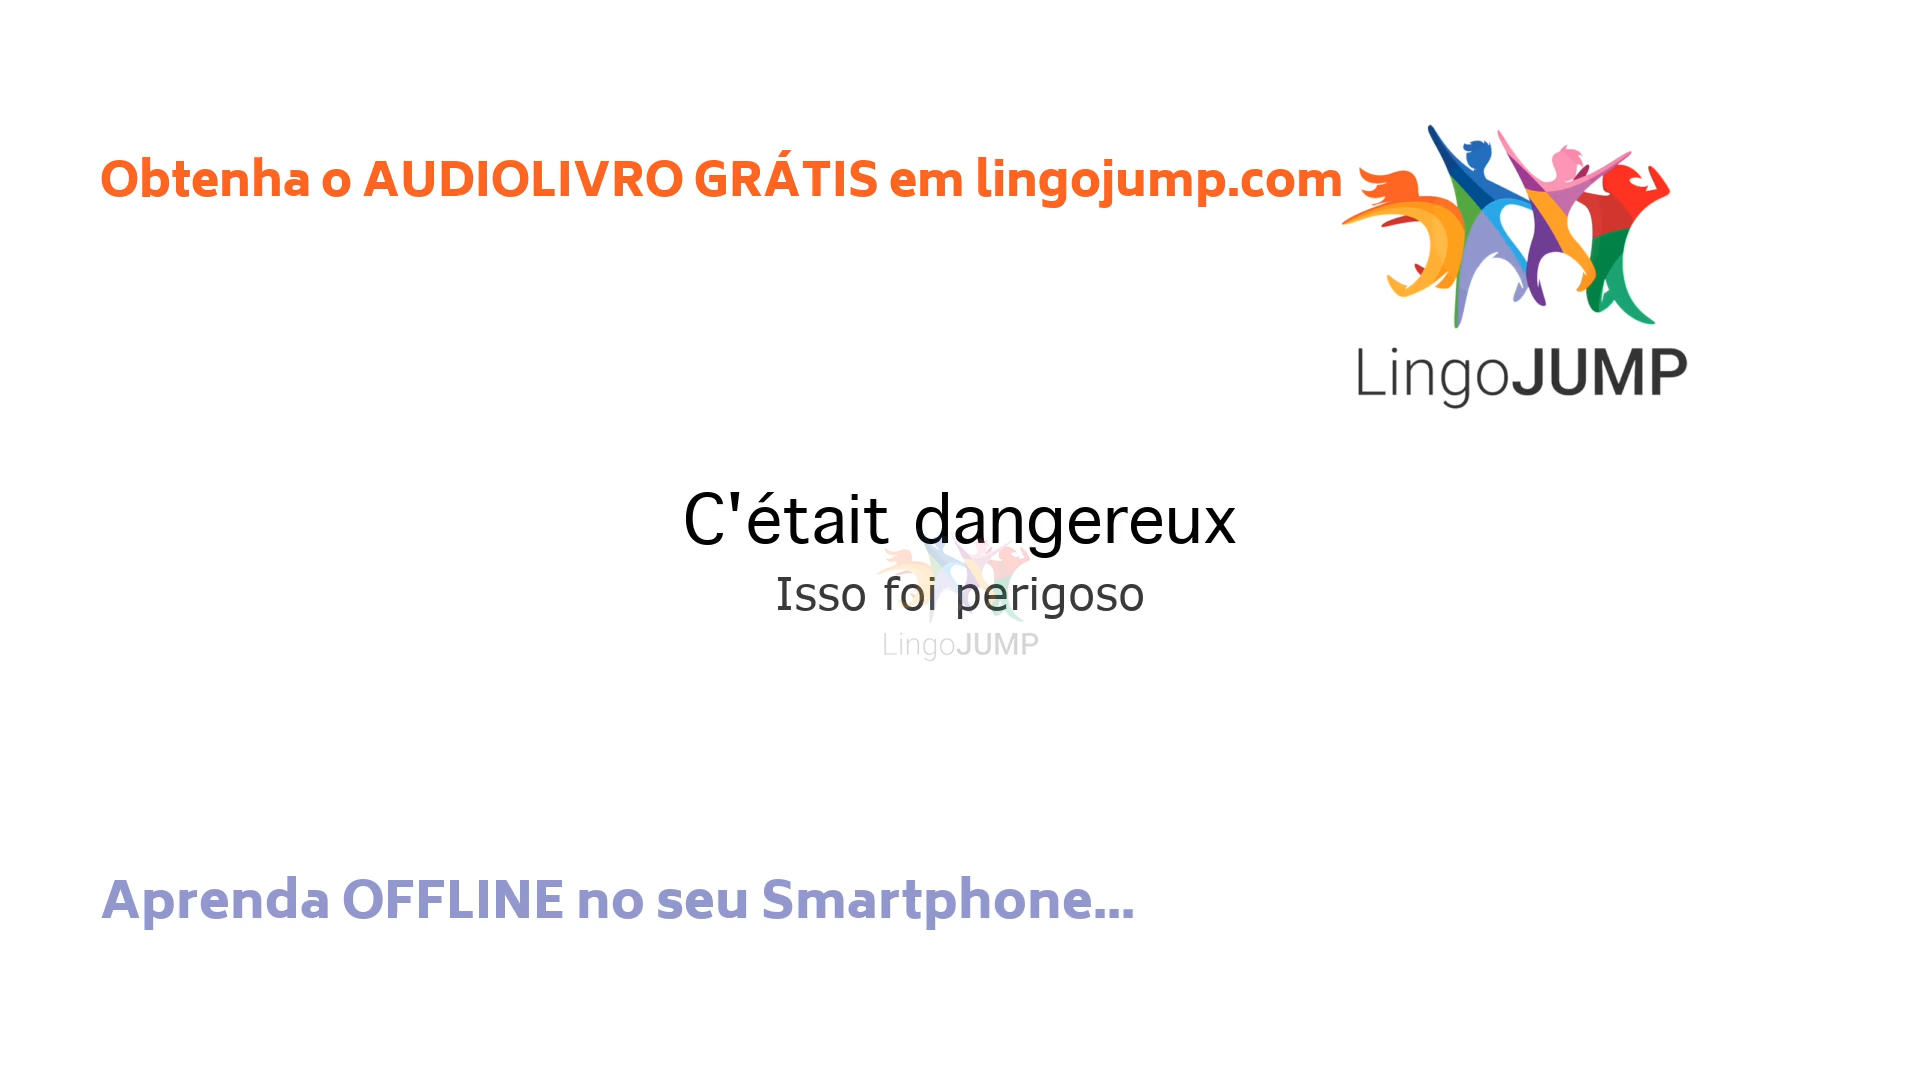 Obtenha o AUDIOLIVRO GRÁTIS em lingojump.com
LingoJUMP
C'était dangereux
Isso foi perigoso
LingoJUMP
Aprenda OFFLINE no seu Smartphone...